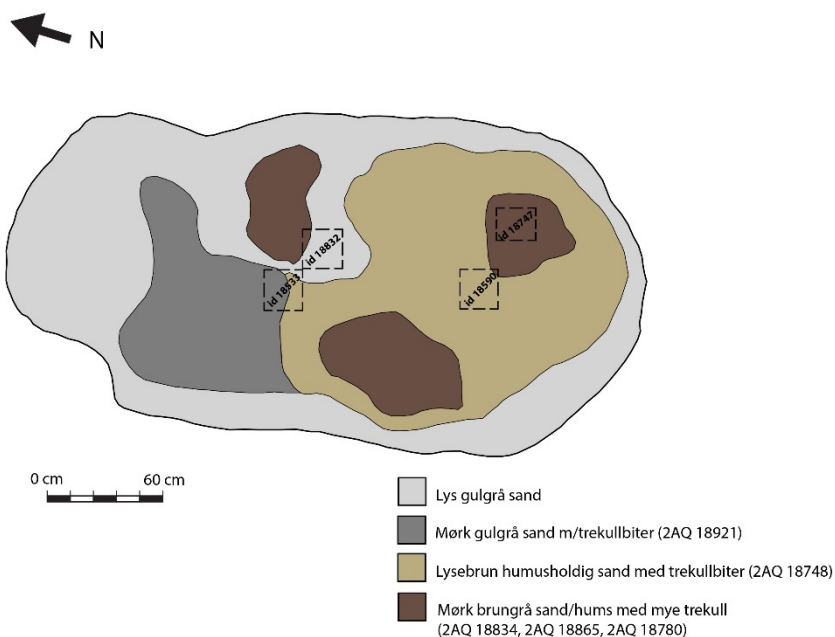 N
id 18747
id 18832
id 18533
id 18590
0 cm 60 cm
Lys gulgrå sand
Mørk gulgrå sand m/trekullbiter (2AQ 18921)
Lysebrun humusholdig sand med trekullbiter (2AQ 18748)
Mørk brungrå sand/hums med mye trekull
(2AQ 18834, 2AQ 18865, 2AQ 18780)